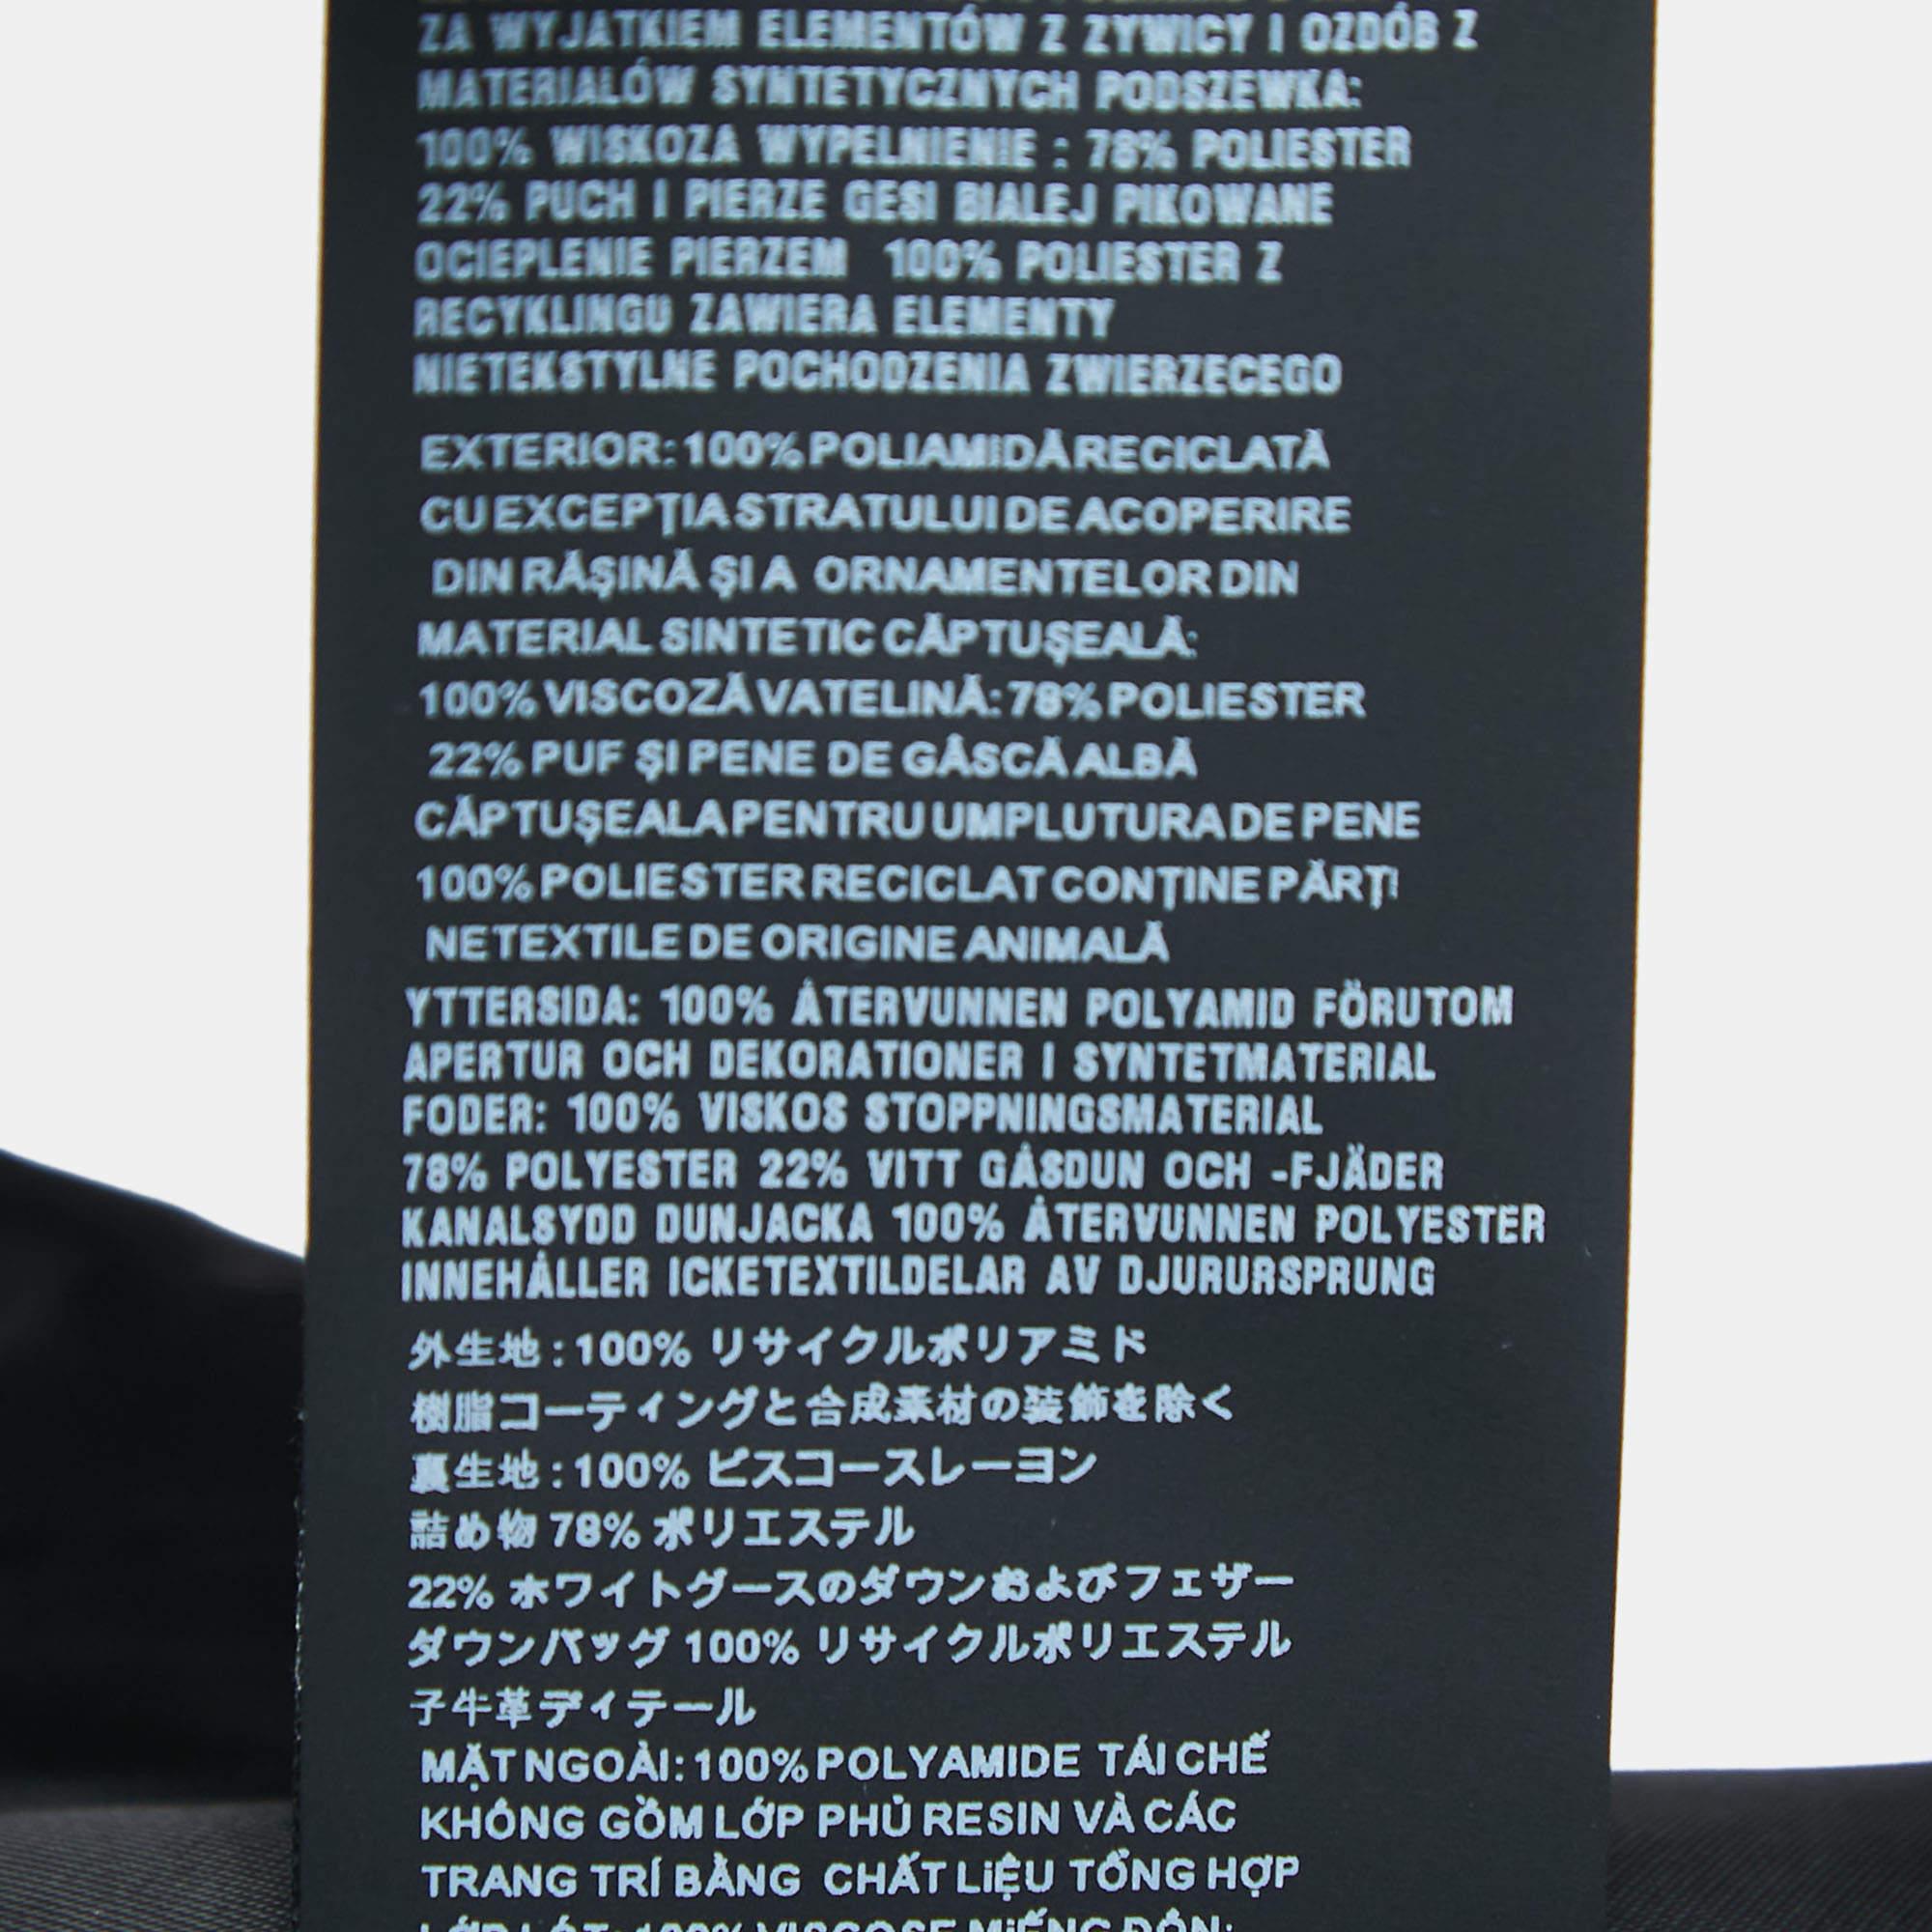 ZA WYJATKIEM ELEMENTÓW Z ZYWICY I OZDÓB Z
MATERIALÓW SYNTETYCZNYCH PODSZEWKA:
100% WISKOZA WYPELNIENIE : 78% POLIESTER
22% PUCH I PIERZE GESI BIALEJ PIKOWANE
OCIEPLENIE PIERZEM 100% POLIESTER Z
RECYKLINGU ZAWIERA ELEMENTY
NIETEKSTYLNE POCHODZENIA ZWIERZECEGO
EXTERIOR: 100% POLIAMIDĂ RECICLATĂ
CU EXCEPŢIA STRATULUI DE ACOPERIRE
DIN RĂŞINĂ ŞI A ORNAMENTELOR DIN
MATERIAL SINTETIC CĂPTUŞEALĂ:
100% VISCOZĂ VATELINĂ: 78% POLIESTER
22% PUF ŞI PENE DE GÂSCĂ ALBĂ
CĂPTUŞEALA PENTRU UMPLUTURA DE PENE
100% POLIESTER RECICLAT CONŢINE PĂRŢI
NETEXTILE DE ORIGINE ANIMALĂ
YTTERSIDA: 100% ÅTERVUNNEN POLYAMID FÖRUTOM
APERTUR OCH DEKORATIONER I SYNTETMATERIAL
FODER: 100% VISKOS STOPPNINGSMATERIAL
78% POLYESTER 22% VITT GÅSDUN OCH -FJÄDER
KANALSYDD DUNJACKA 100% ÅTERVUNNEN POLYESTER
INNEHÅLLER ICKETEXTILDELAR AV DJURURSPRUNG
外生地 : 100% リサイクルポリアミド
樹脂コーティングと合成素材の装飾を除く
裏生地 : 100% ビスコースレーヨン
詰め物 78% ポリエステル
22% ホワイトグースのダウンおよびフェザー
ダウンバッグ 100% リサイクルポリエステル
子牛革ディテール
MẶT NGOÀI: 100% POLYAMIDE TÁI CHẾ
KHÔNG GỒM LỚP PHỦ RESIN VÀ CÁC
TRANG TRÍ BẰNG CHẤT LIỆU TỔNG HỢP
LỚP LÓT: 100% VISCOSE MIẾNG ĐỘN: